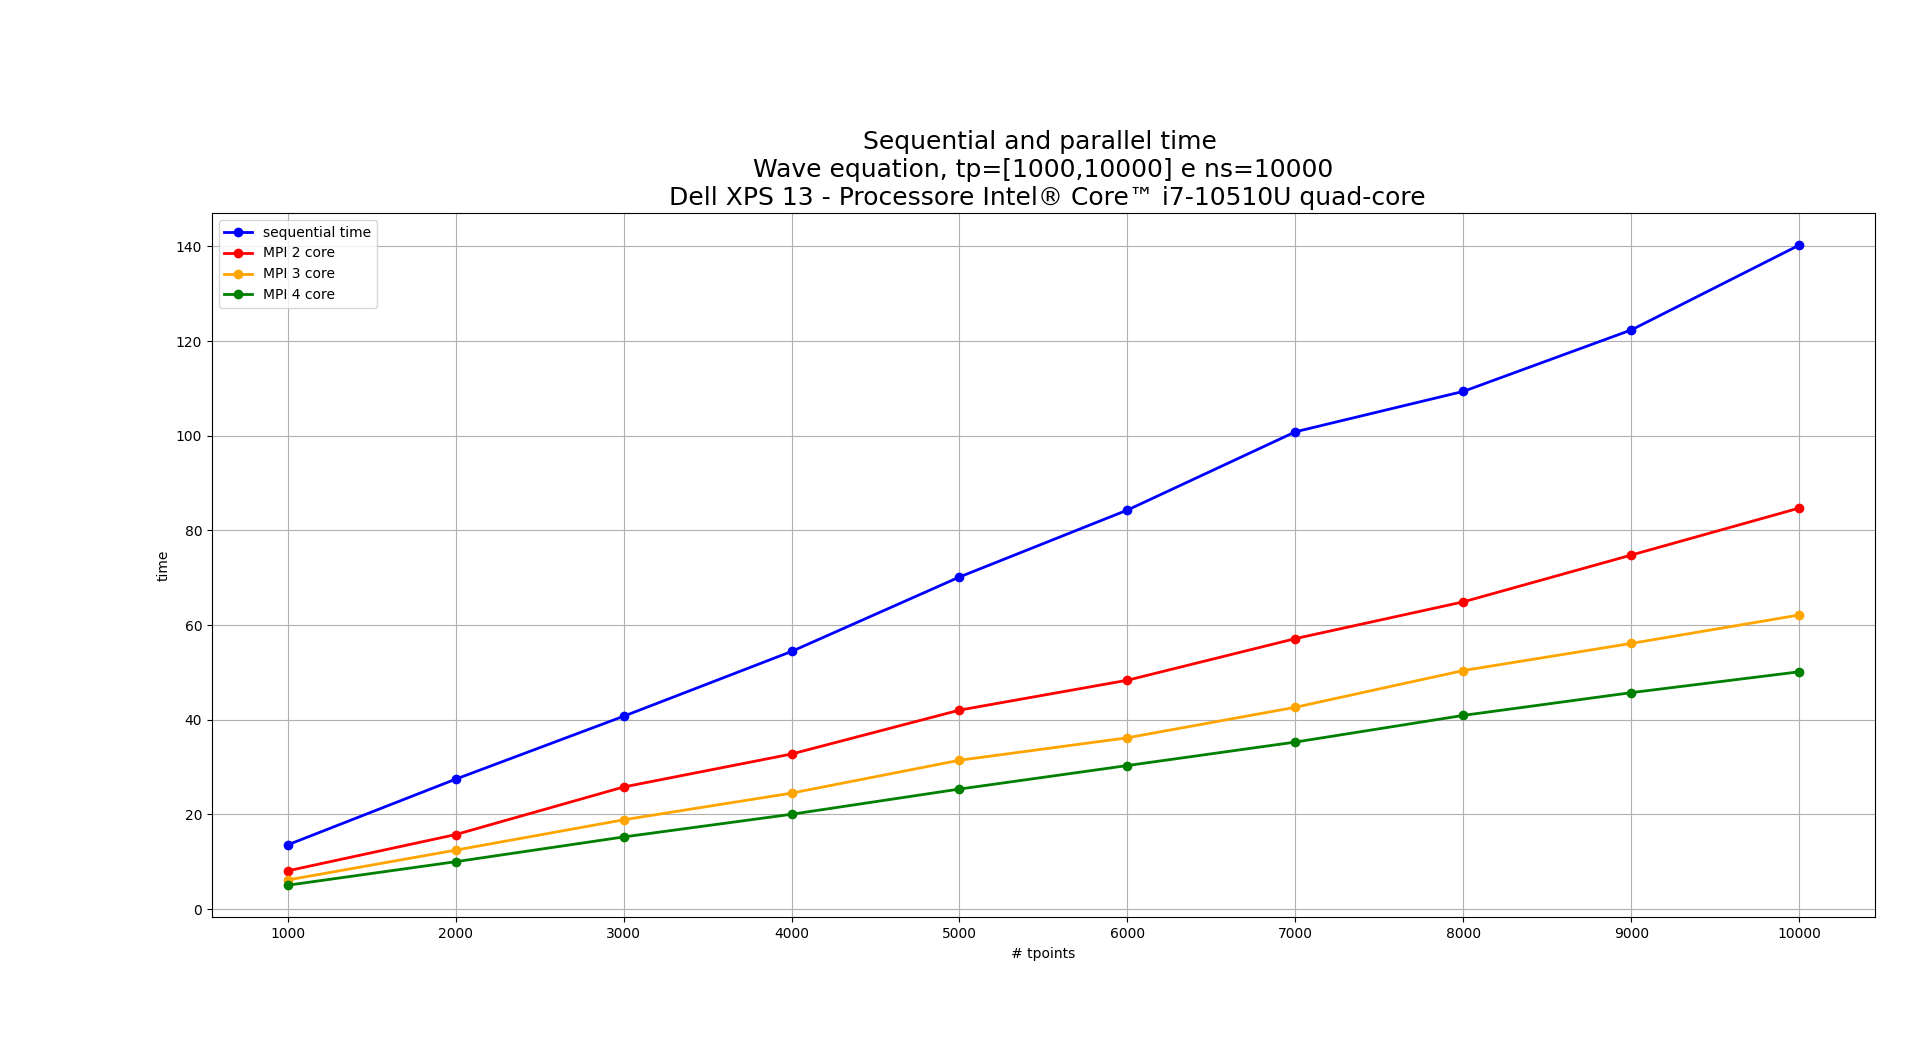 Sequential and parallel time
Wave equation, tp=[1000,10000] e ns=10000
Dell XPS 13 - Processore Intel® Core™ i7-10510U quad-core
sequential time
MPI 2 core
MPI 3 core
MPI 4 core
140
120
100
80
60
40
20
0
time
1000 2000 3000 4000 5000 6000 7000 8000 9000 10000
# tpoints